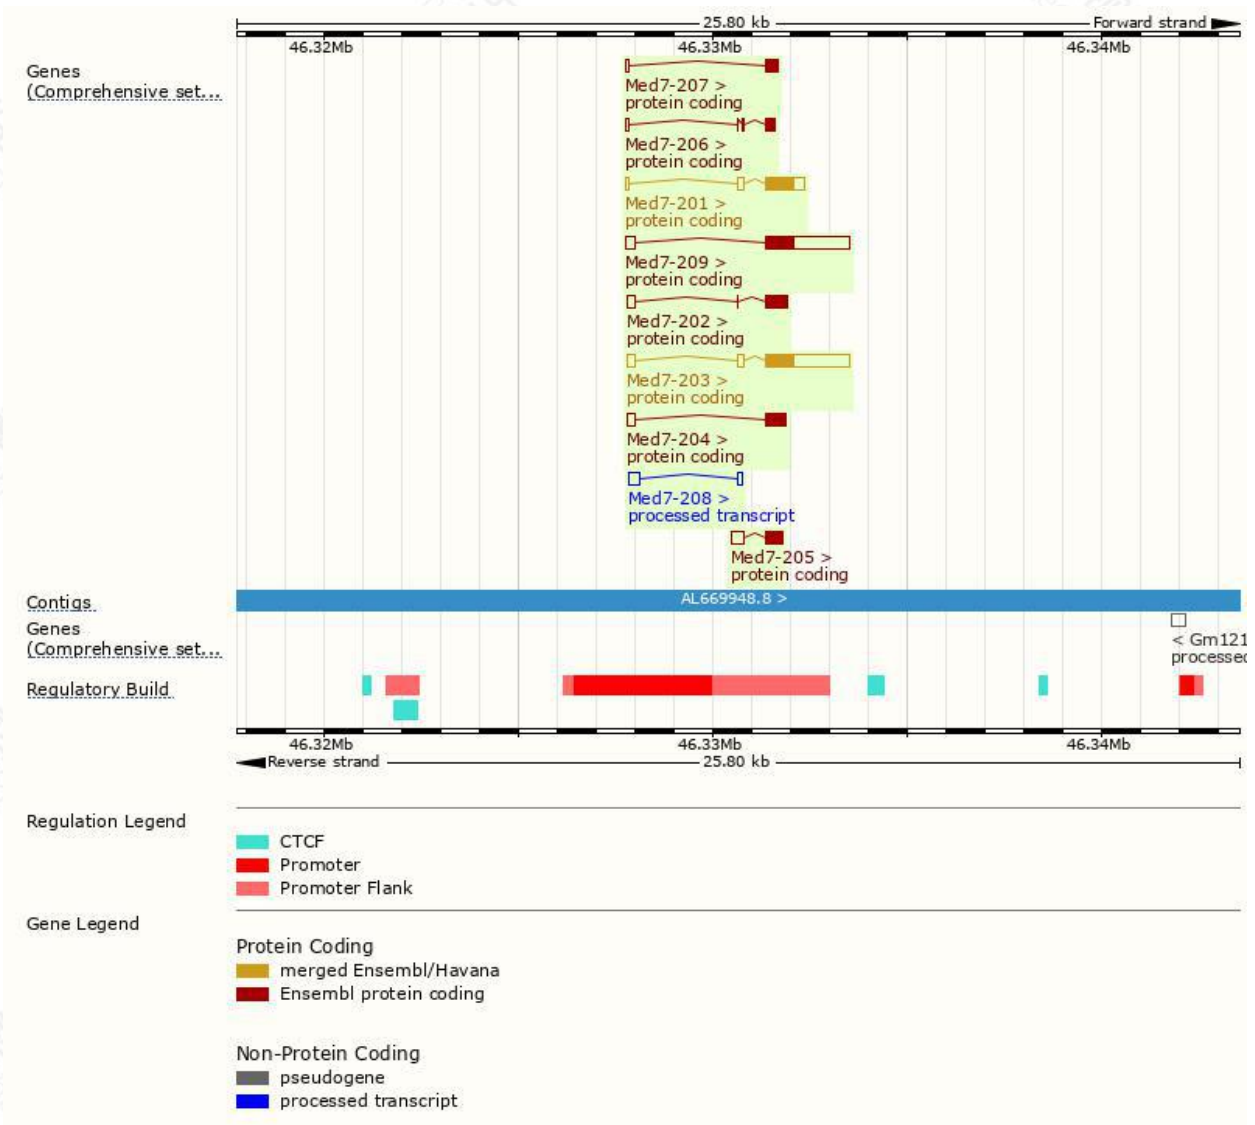 25.80 kb Forward strand
46.32Mb 46.33Mb 46.34Mb
Genes
(Comprehensive set...
Med7-207 >
protein coding
Med7-206 >
protein coding
Med7-201 >
protein coding
Med7-209 >
protein coding
Med7-202 >
protein coding
Med7-203 >
protein coding
Med7-204 >
protein coding
Med7-208 >
processed transcript
Med7-205 >
protein coding
Contigs AL669948.8 >
Genes
(Comprehensive set...
< Gm121
processed
Regulatory Build
46.32Mb 46.33Mb 46.34Mb
Reverse strand 25.80 kb
Regulation Legend
CTCF
Promoter
Promoter Flank
Gene Legend
Protein Coding
merged Ensembl/Havana
Ensembl protein coding
Non-Protein Coding
pseudogene
processed transcript